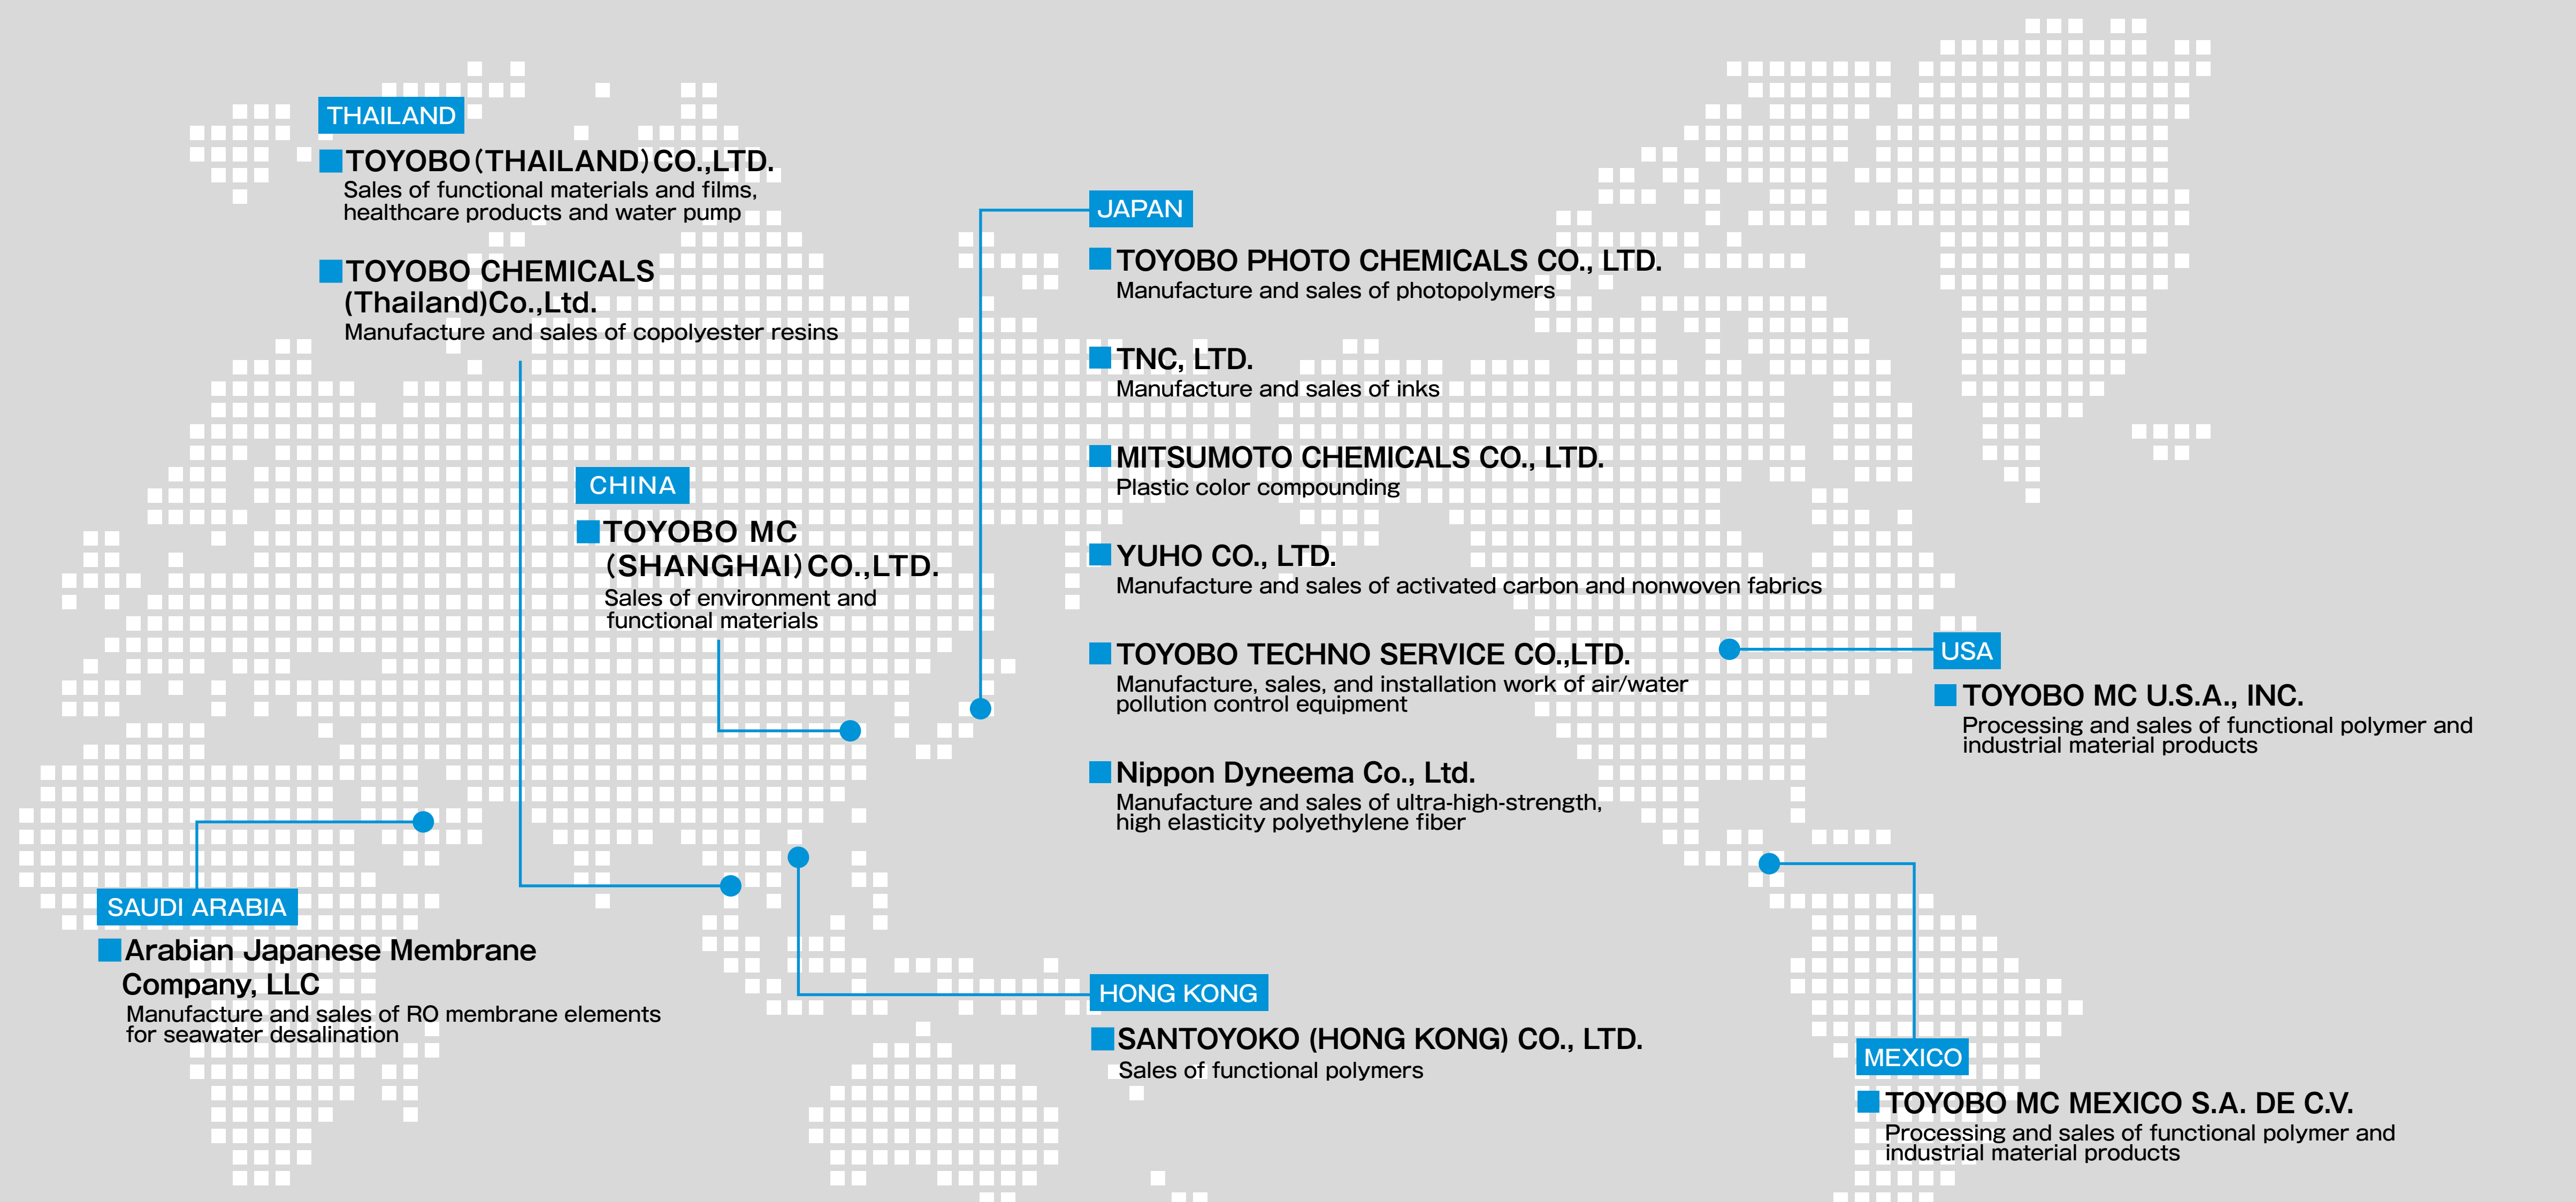 THAILAND
TOYOBO(THAILAND)CO.,LTD.
Sales of functional materials and films,
healthcare products and water pump
TOYOBO CHEMICALS
(Thailand)Co.,Ltd.
Manufacture and sales of copolyester resins
CHINA
TOYOBO MC
(SHANGHAI)CO.,LTD.
Sales of environment and
functional materials
SAUDI ARABIA
Arabian Japanese Membrane
Company, LLC
Manufacture and sales of RO membrane elements
for seawater desalination
JAPAN
TOYOBO PHOTO CHEMICALS CO., LTD.
Manufacture and sales of photopolymers
TNC, LTD.
Manufacture and sales of inks
MITSUMOTO CHEMICALS CO., LTD.
Plastic color compounding
YUHO CO., LTD.
Manufacture and sales of activated carbon and nonwoven fabrics
TOYOBO TECHNO SERVICE CO.,LTD.
Manufacture, sales, and installation work of air/water
pollution control equipment
Nippon Dyneema Co., Ltd.
Manufacture and sales of ultra-high-strength,
high elasticity polyethylene fiber
HONG KONG
SANTOYOKO (HONG KONG) CO., LTD.
Sales of functional polymers
USA
TOYOBO MC U.S.A., INC.
Processing and sales of functional polymer and
industrial material products
MEXICO
TOYOBO MC MEXICO S.A. DE C.V.
Processing and sales of functional polymer and
industrial material products